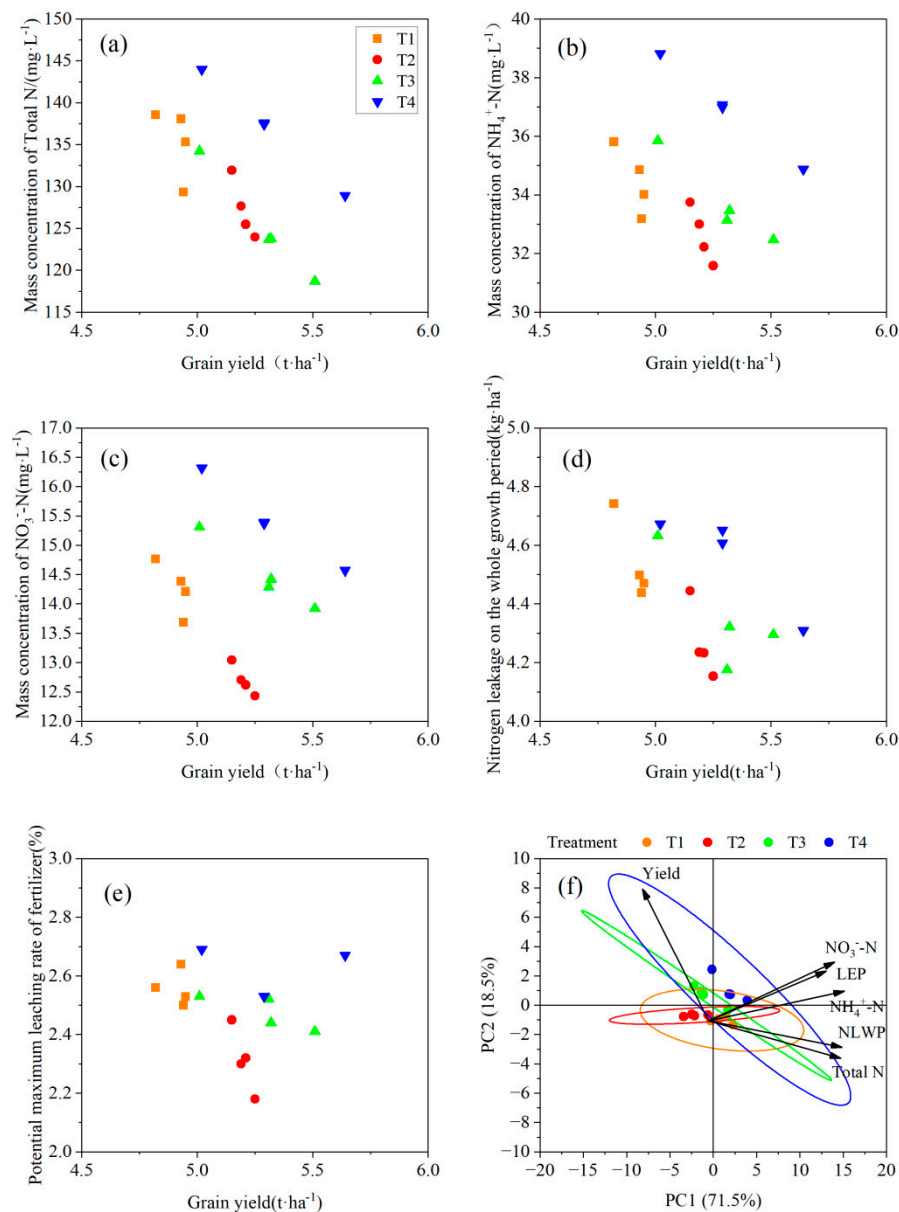 (a)
T1
T2
T3
T4
150
145
140
135
130
125
120
115
4.5 5.0 5.5 6.0
Mass concentration of Total N/(mg·L⁻¹)
Grain yield（t·ha⁻¹)
(b)
40
38
36
34
32
30
4.5 5.0 5.5 6.0
Mass concentration of NH₄⁺-N(mg·L⁻¹)
Grain yield(t·ha⁻¹)
(c)
17.0
16.5
16.0
15.5
15.0
14.5
14.0
13.5
13.0
12.5
12.0
4.5 5.0 5.5 6.0
Mass concentration of NO₃⁻-N(mg·L⁻¹)
Grain yield（t·ha⁻¹)
(d)
5.0
4.8
4.6
4.4
4.2
4.0
4.5 5.0 5.5 6.0
Nitrogen leakage on the whole growth peried(kg·ha⁻¹)
Grain yield(t·ha⁻¹)
(e)
3.0
2.8
2.6
2.4
2.2
2.0
4.5 5.0 5.5 6.0
Potential maximum leaching rate of fertilizer(%)
Grain yield(t·ha⁻¹)
Treatment T1 T2 T3 T4
(f)
10
8
6
4
2
0
−2
−4
−6
−8
−10
−20 −15 −10 −5 0 5 10 15 20
PC2 (18.5%)
PC1 (71.5%)
Yield
NO₃⁻-N
LEP
NH₄⁺-N
NLWP
Total N